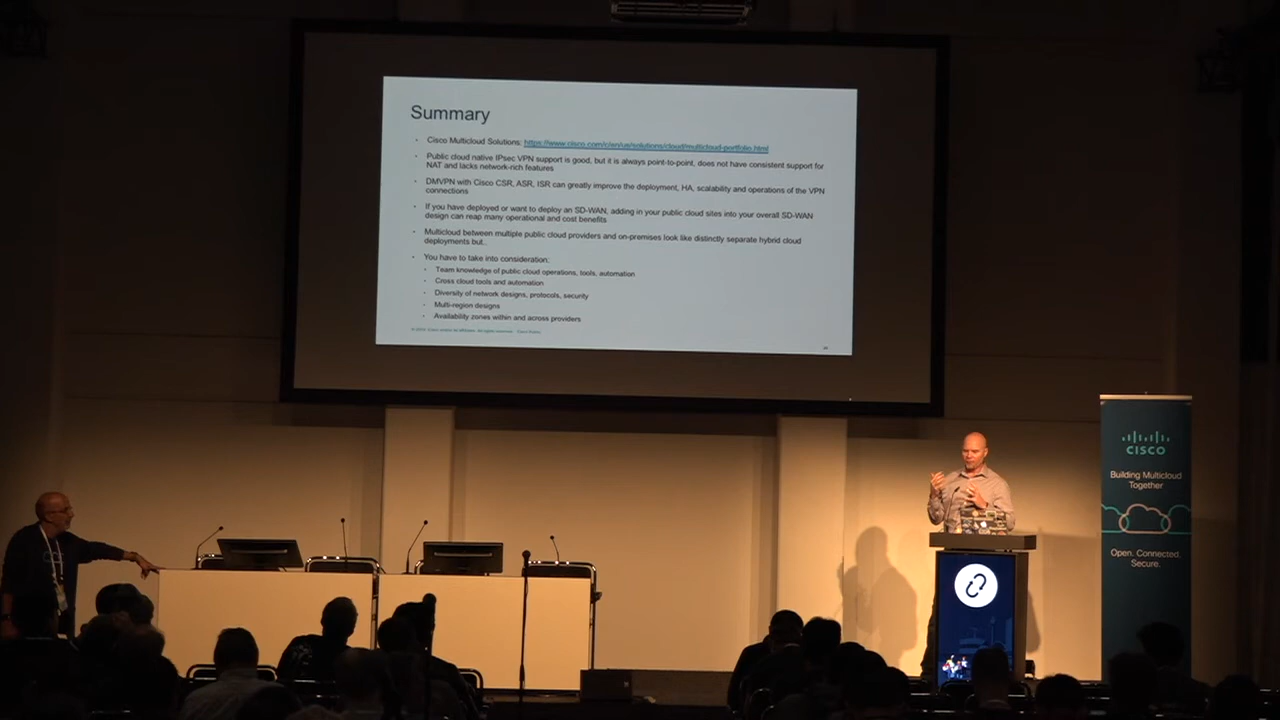 Summary
Cisco Multicloud Solutions: https://www.cisco.com/c/en/us/solutions/cloud/multicloud-portfolio.html
Public cloud native IPsec VPN support is good, but it is always point-to-point, does not have consistent support for
NAT and lacks network-rich features
DMVPN with Cisco CSR, ASR, ISR can greatly improve the deployment, HA, scalability and operations of the VPN
connections
If you have deployed or want to deploy an SD-WAN, adding in your public cloud sites into your overall SD-WAN
design can reap many operational and cost benefits
Multicloud between multiple public cloud providers and on-premises look like distinctly separate hybrid cloud
deployments but..
You have to take into consideration:
Team knowledge of public cloud operations, tools, automation
Cross cloud tools and automation
Diversity of network designs, protocols, security
Multi-region designs
Availability zones within and across providers
CISCO
Building Multicloud
Together
Open. Connected.
Secure.